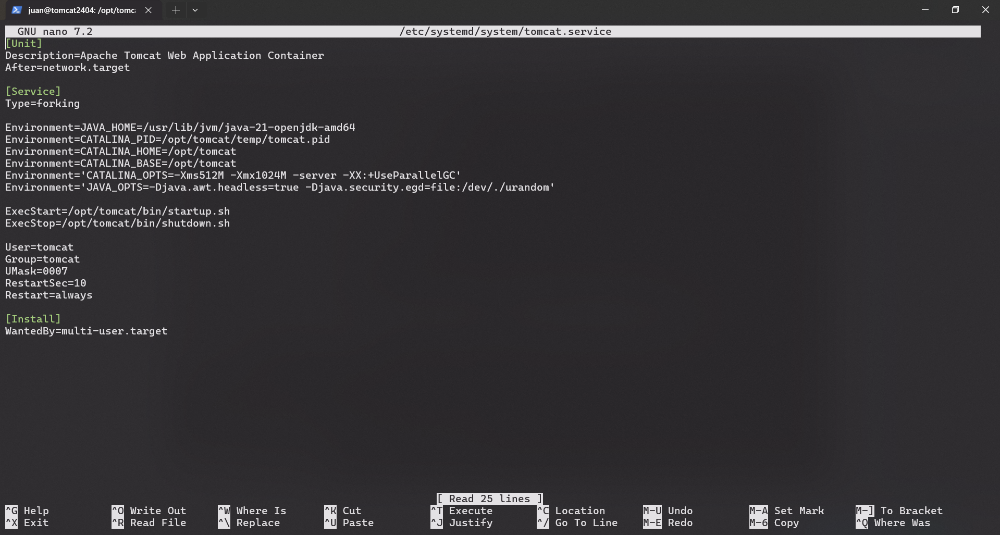 juan@tomcat2404: /opt/tomc
GNU nano 7.2 /etc/systemd/system/tomcat.service
[Unit]
Description=Apache Tomcat Web Application Container
After=network.target
[Service]
Type=forking
Environment=JAVA_HOME=/usr/lib/jvm/java-21-openjdk-amd64
Environment=CATALINA_PID=/opt/tomcat/temp/tomcat.pid
Environment=CATALINA_HOME=/opt/tomcat
Environment=CATALINA_BASE=/opt/tomcat
Environment='CATALINA_OPTS=-Xms512M -Xmx1024M -server -XX:+UseParallelGC'
Environment='JAVA_OPTS=-Djava.awt.headless=true -Djava.security.egd=file:/dev/./urandom'
ExecStart=/opt/tomcat/bin/startup.sh
ExecStop=/opt/tomcat/bin/shutdown.sh
User=tomcat
Group=tomcat
UMask=0007
RestartSec=10
Restart=always
[Install]
WantedBy=multi-user.target
[ Read 25 lines ]
^G Help ^O Write Out ^W Where Is ^K Cut ^T Execute ^C Location M-U Undo M-A Set Mark M-] To Bracket
^X Exit ^R Read File ^\ Replace ^U Paste ^J Justify ^/ Go To Line M-E Redo M-6 Copy ^Q Where Was